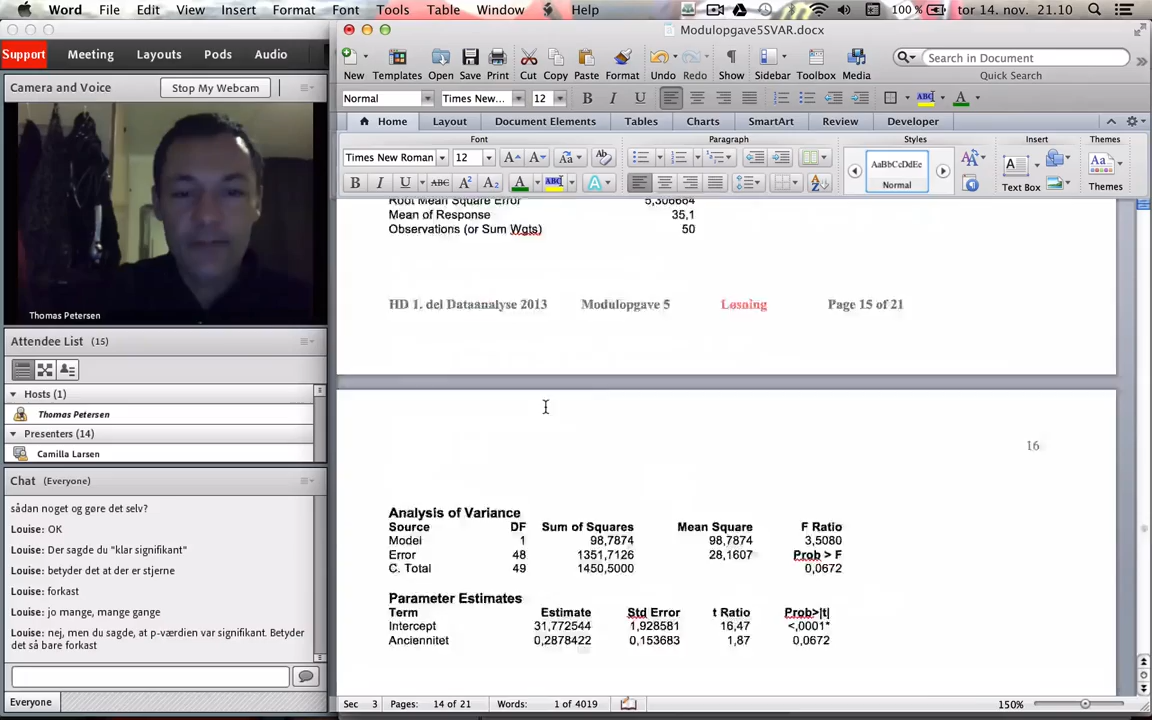 Word File Edit View Insert Format Font Tools Table Window Help 100 % tor 14. nov. 21.10
Support Meeting Layouts Pods Audio
Camera and Voice Stop My Webcam
Thomas Petersen
Attendee List (15)
Hosts (1)
Thomas Petersen
Presenters (14)
Camilla Larsen
Chat (Everyone)
sådan noget og gøre det selv?
Louise: OK
Louise: Der sagde du "klar signifikant"
Louise: betyder det at der er stjerne
Louise: forkast
Louise: jo mange, mange gange
Louise: nej, men du sagde, at p-værdien var signifikant. Betyder
det så bare forkast
Everyone
Modulopgave5SVAR.docx
New Templates Open Save Print Cut Copy Paste Format Undo Redo Show Sidebar Toolbox Media
Search in Document
Quick Search
Normal Times New... 12 B I U
Home Layout Document Elements Tables Charts SmartArt Review Developer
Font Paragraph Styles Insert Themes
Times New Roman 12 Aa
B I U ABC A² A₂ A ABC A
AaBbCcDdEe
Normal
Text Box
Themes
Root Mean Square Error 5,306664
Mean of Response 35,1
Observations (or Sum Wgts) 50
HD 1. del Dataanalyse 2013 Modulopgave 5 Løsning Page 15 of 21
16
Analysis of Variance
Source DF Sum of Squares Mean Square F Ratio
Model 1 98,7874 98,7874 3,5080
Error 48 1351,7126 28,1607 Prob > F
C. Total 49 1450,5000 0,0672
Parameter Estimates
Term Estimate Std Error t Ratio Prob>|t|
Intercept 31,772544 1,928581 16,47 <,0001*
Anciennitet 0,2878422 0,153683 1,87 0,0672
Sec 3 Pages: 14 of 21 Words: 1 of 4019 150%